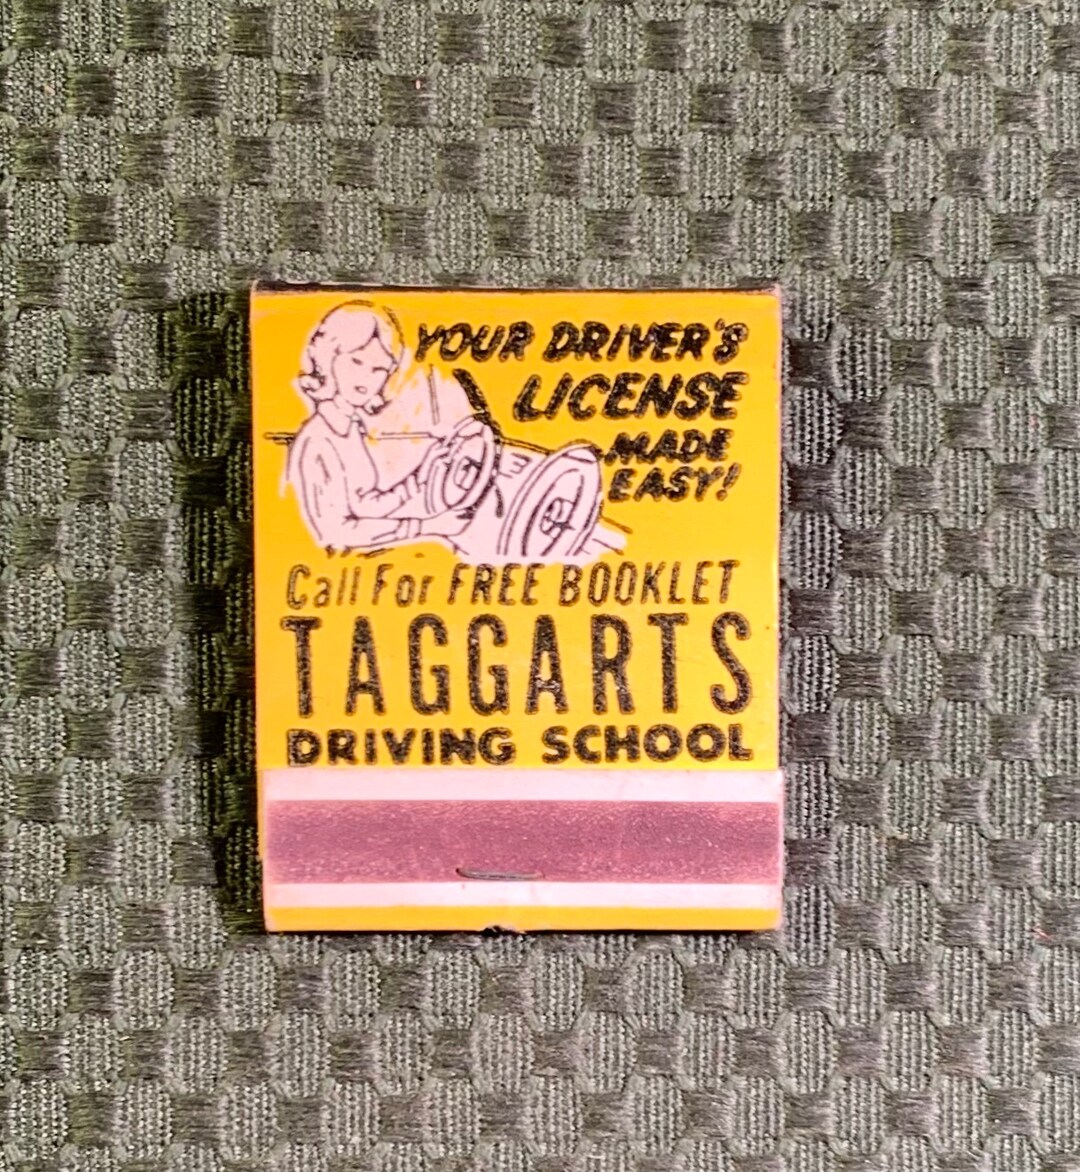 YOUR DRIVER'S
LICENSE
MADE
EASY!
Call For FREE BOOKLET
TAGGARTS
DRIVING SCHOOL